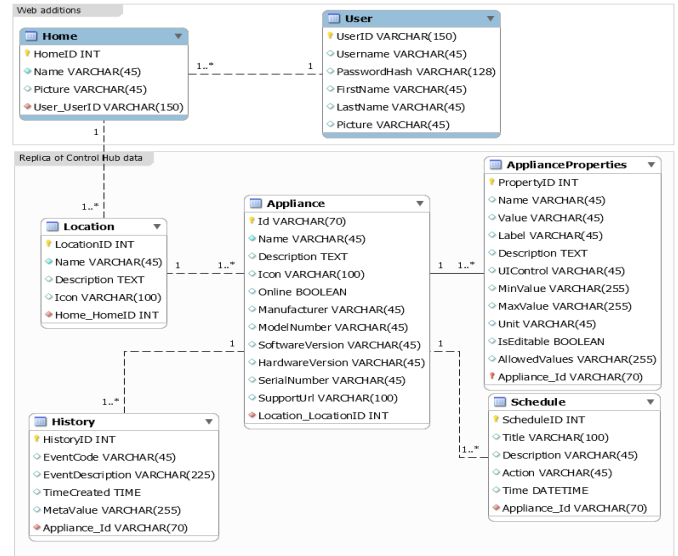 Web additions
Home
HomeID INT
Name VARCHAR(45)
Picture VARCHAR(45)
User_UserID VARCHAR(150)
1..*
1
User
UserID VARCHAR(150)
Username VARCHAR(45)
PasswordHash VARCHAR(128)
FirstName VARCHAR(45)
LastName VARCHAR(45)
Picture VARCHAR(45)
1
Replica of Control Hub data
1..*
Location
LocationID INT
Name VARCHAR(45)
Description TEXT
Icon VARCHAR(100)
Home_HomeID INT
1
1..*
Appliance
Id VARCHAR(70)
Name VARCHAR(45)
Description TEXT
Icon VARCHAR(100)
Online BOOLEAN
Manufacturer VARCHAR(45)
ModelNumber VARCHAR(45)
SoftwareVersion VARCHAR(45)
HardwareVersion VARCHAR(45)
SerialNumber VARCHAR(45)
SupportUrl VARCHAR(100)
Location_LocationID INT
1
1..*
ApplianceProperties
PropertyID INT
Name VARCHAR(45)
Value VARCHAR(45)
Label VARCHAR(45)
Description TEXT
UIControl VARCHAR(45)
MinValue VARCHAR(255)
MaxValue VARCHAR(255)
Unit VARCHAR(45)
IsEditable BOOLEAN
AllowedValues VARCHAR(255)
Appliance_Id VARCHAR(70)
1
1..*
History
HistoryID INT
EventCode VARCHAR(45)
EventDescription VARCHAR(225)
TimeCreated TIME
MetaValue VARCHAR(255)
Appliance_Id VARCHAR(70)
1
1..*
Schedule
ScheduleID INT
Title VARCHAR(100)
Description VARCHAR(45)
Action VARCHAR(45)
Time DATETIME
Appliance_Id VARCHAR(70)